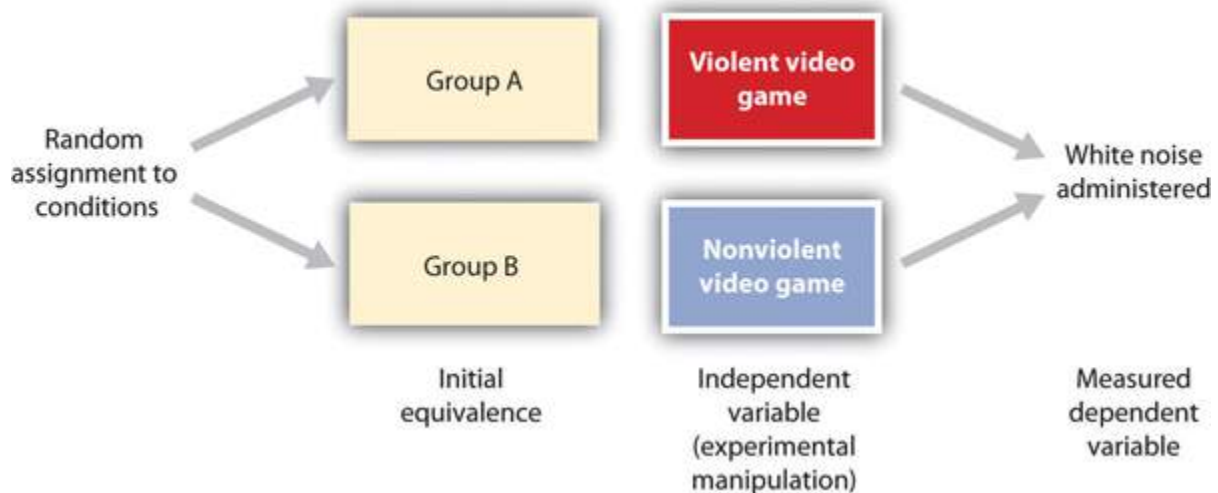 Random
assignment to
conditions
Group A
Group B
Violent video
game
Nonviolent
video game
White noise
administered
Initial
equivalence
Independent
variable
(experimental
manipulation)
Measured
dependent
variable